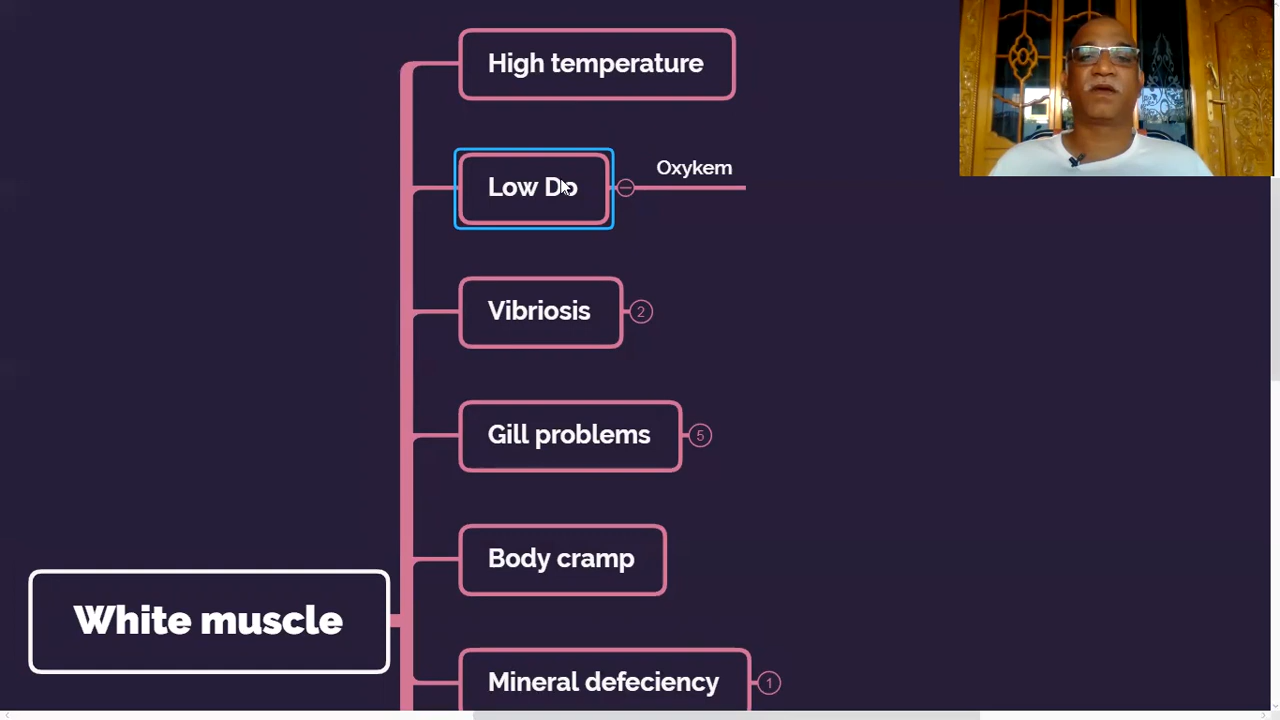 High temperature
Low Do
Oxykem
Vibriosis
2
Gill problems
5
Body cramp
White muscle
Mineral defeciency
1